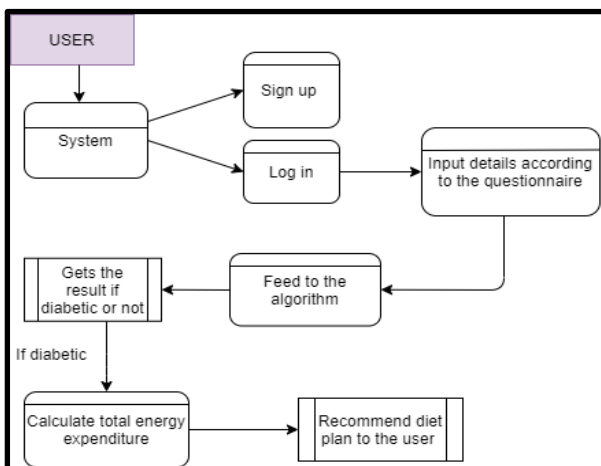 USER
Sign up
System
Log in
Input details according
to the questionnaire
Gets the
result if
diabetic or not
Feed to the
algorithm
If diabetic
Calculate total energy
expenditure
Recommend diet
plan to the user